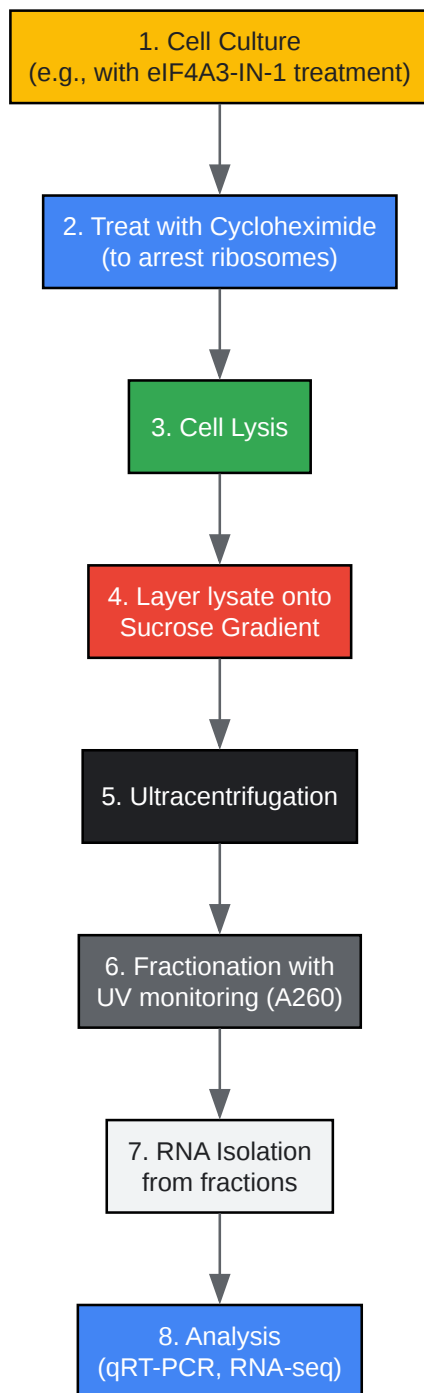 1. Cell Culture
(e.g., with eIF4A3-IN-1 treatment)
2. Treat with Cycloheximide
(to arrest ribosomes)
3. Cell Lysis
4. Layer lysate onto
Sucrose Gradient
5. Ultracentrifugation
6. Fractionation with
UV monitoring (A260)
7. RNA Isolation
from fractions
8. Analysis
(qRT-PCR, RNA-seq)